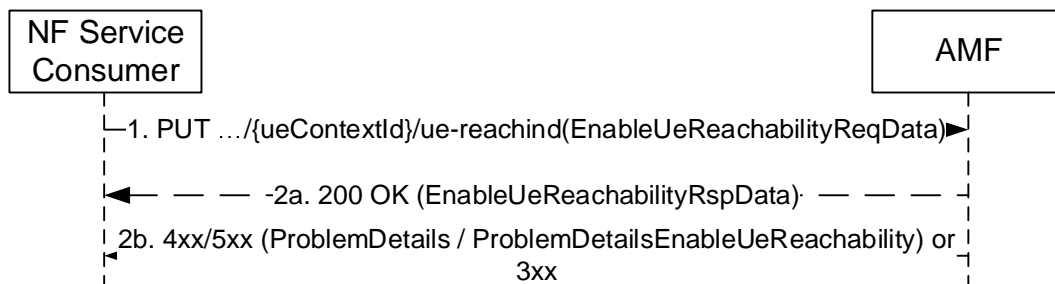 NF Service
Consumer
AMF
1. PUT …/{ueContextId}/ue-reachind(EnableUeReachabilityReqData)
2a. 200 OK (EnableUeReachabilityRspData)
2b. 4xx/5xx (ProblemDetails / ProblemDetailsEnableUeReachability) or
3xx